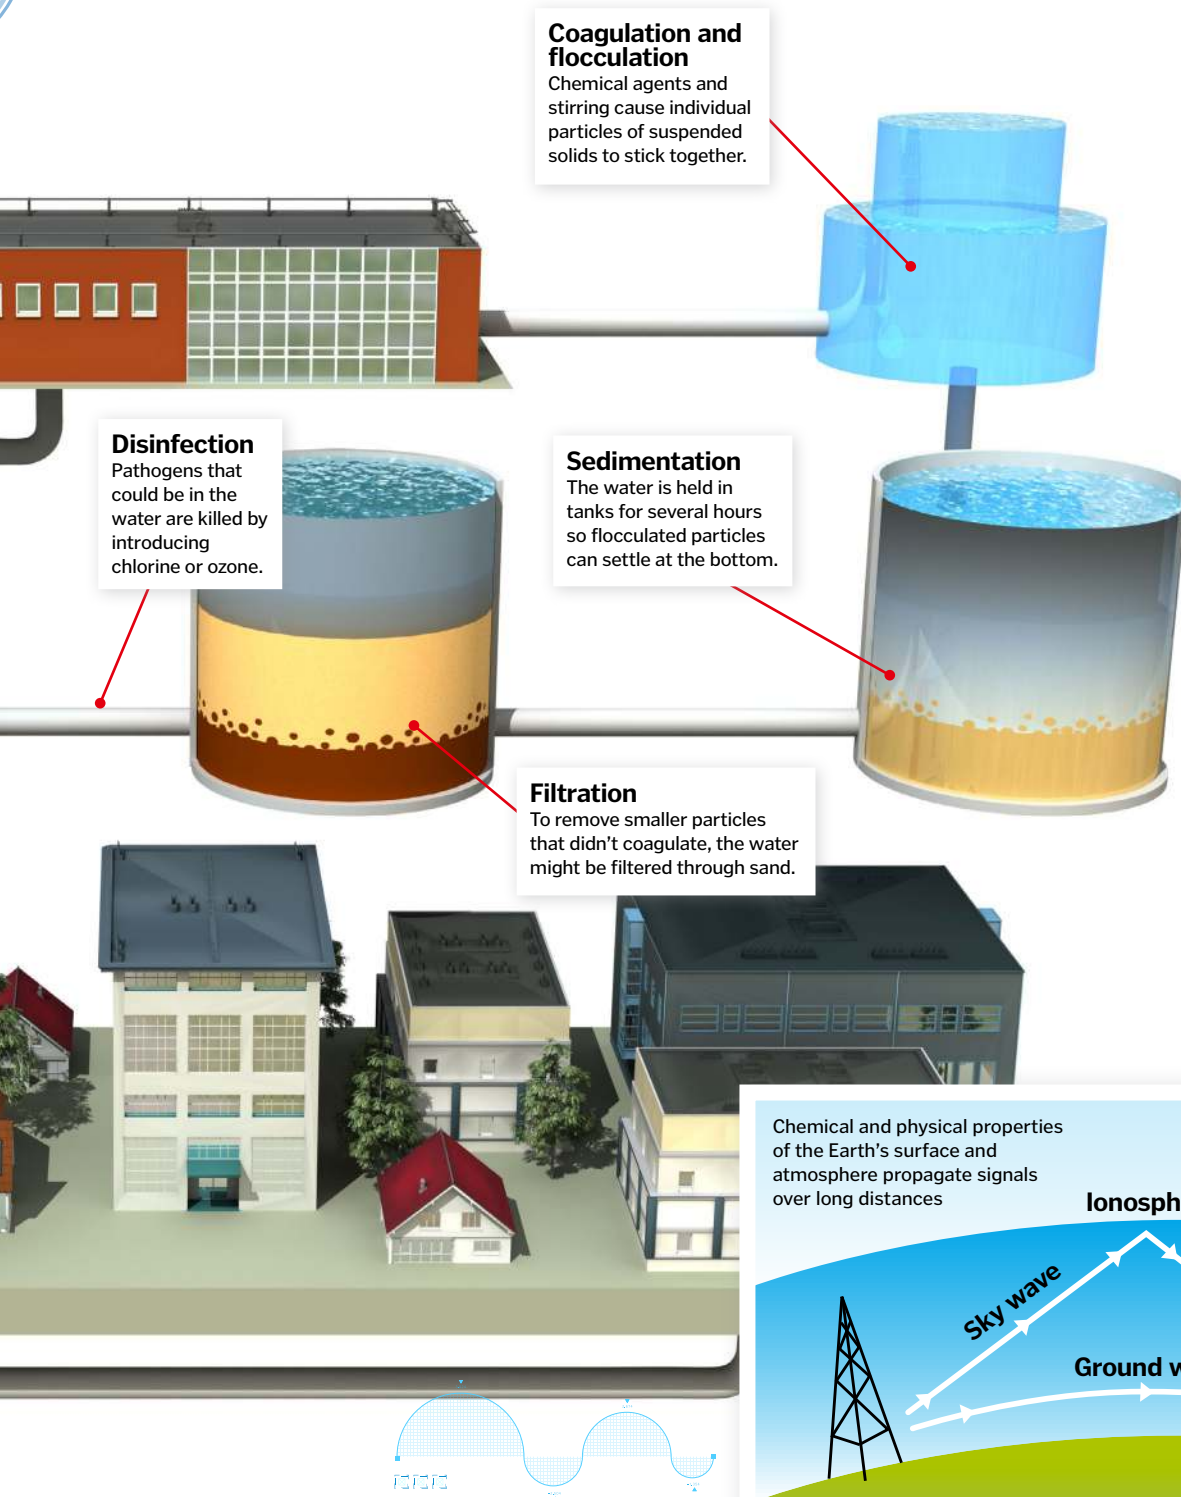 Coagulation and
flocculation
Chemical agents and
stirring cause individual
particles of suspended
solids to stick together.
Disinfection
Pathogens that
could be in the
water are killed by
introducing
chlorine or ozone.
Sedimentation
The water is held in
tanks for several hours
so flocculated particles
can settle at the bottom.
Filtration
To remove smaller particles
that didn't coagulate, the water
might be filtered through sand.
Chemical and physical properties
of the Earth's surface and
atmosphere propagate signals
over long distances
Ionosph
Sky wave
Ground w